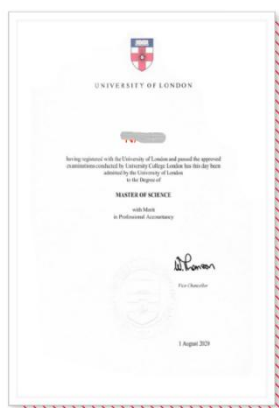 UNIVERSITY OF LONDON
having registered with the University of London and passed the approved
examinations conducted by University College London has this day been
admitted by the University of London
to the Degree of
MASTER OF SCIENCE
with Merit
in Professional Accountancy
Vice-Chancellor
1 August 2020